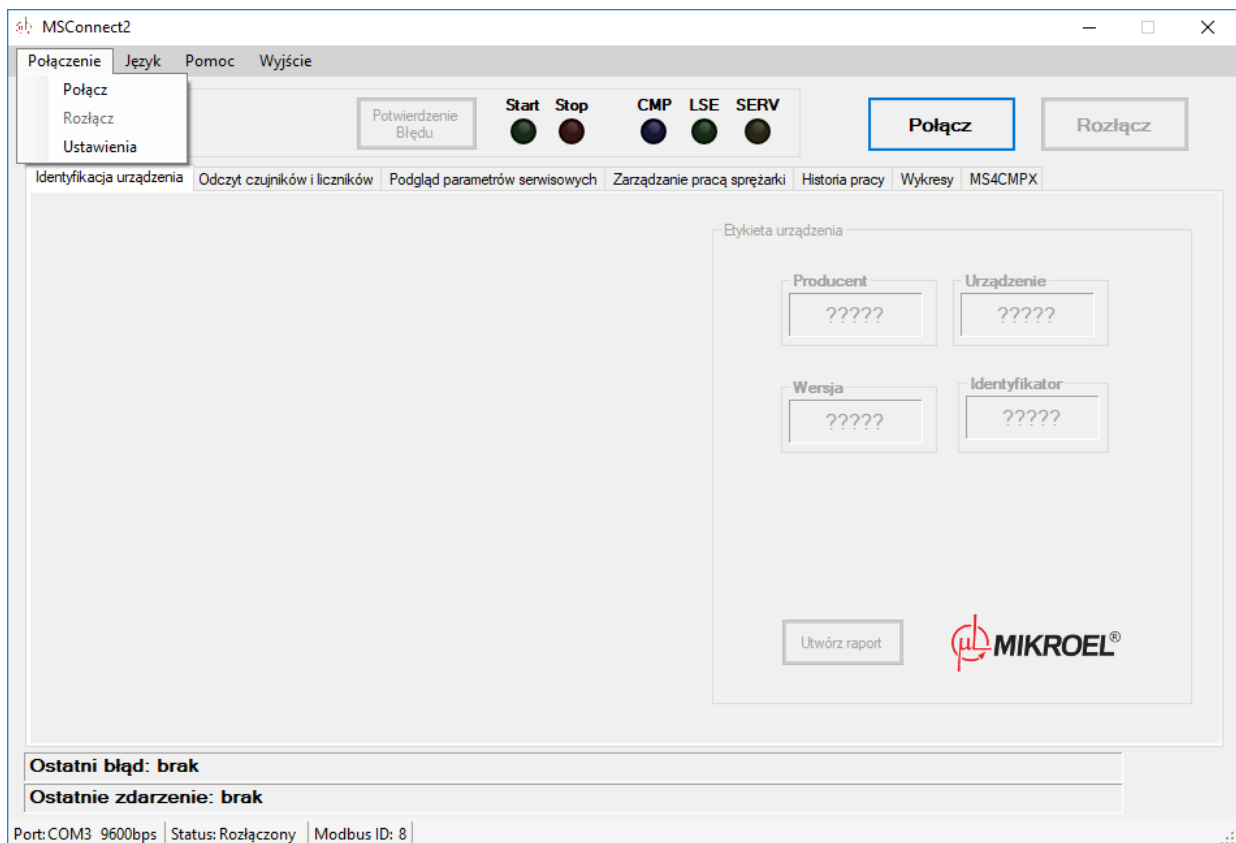 MSConnect2
Połączenie Język Pomoc Wyjście
Połącz
Rozłącz
Ustawienia
Potwierdzenie
Błędu
Start Stop CMP LSE SERV
Połącz Rozłącz
Identyfikacja urządzenia Odczyt czujników i liczników Podgląd parametrów serwisowych Zarządzanie pracą sprężarki Historia pracy Wykresy MS4CMPX
Etykieta urządzenia
Producent Urządzenie
????? ?????
Wersja Identyfikator
????? ?????
Utwórz raport
µL MIKROEL®
Ostatni błąd: brak
Ostatnie zdarzenie: brak
Port: COM3 9600bps Status: Rozłączony Modbus ID: 8